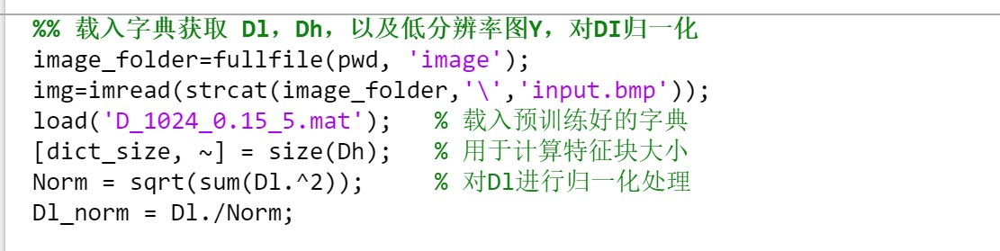 %% 载入字典获取 Dl，Dh，以及低分辨率图Y，对DI归一化
image_folder=fullfile(pwd, 'image');
img=imread(strcat(image_folder,'\','input.bmp'));
load('D_1024_0.15_5.mat');   % 载入预训练好的字典
[dict_size, ~] = size(Dh);   % 用于计算特征块大小
Norm = sqrt(sum(Dl.^2));     % 对Dl进行归一化处理
Dl_norm = Dl./Norm;